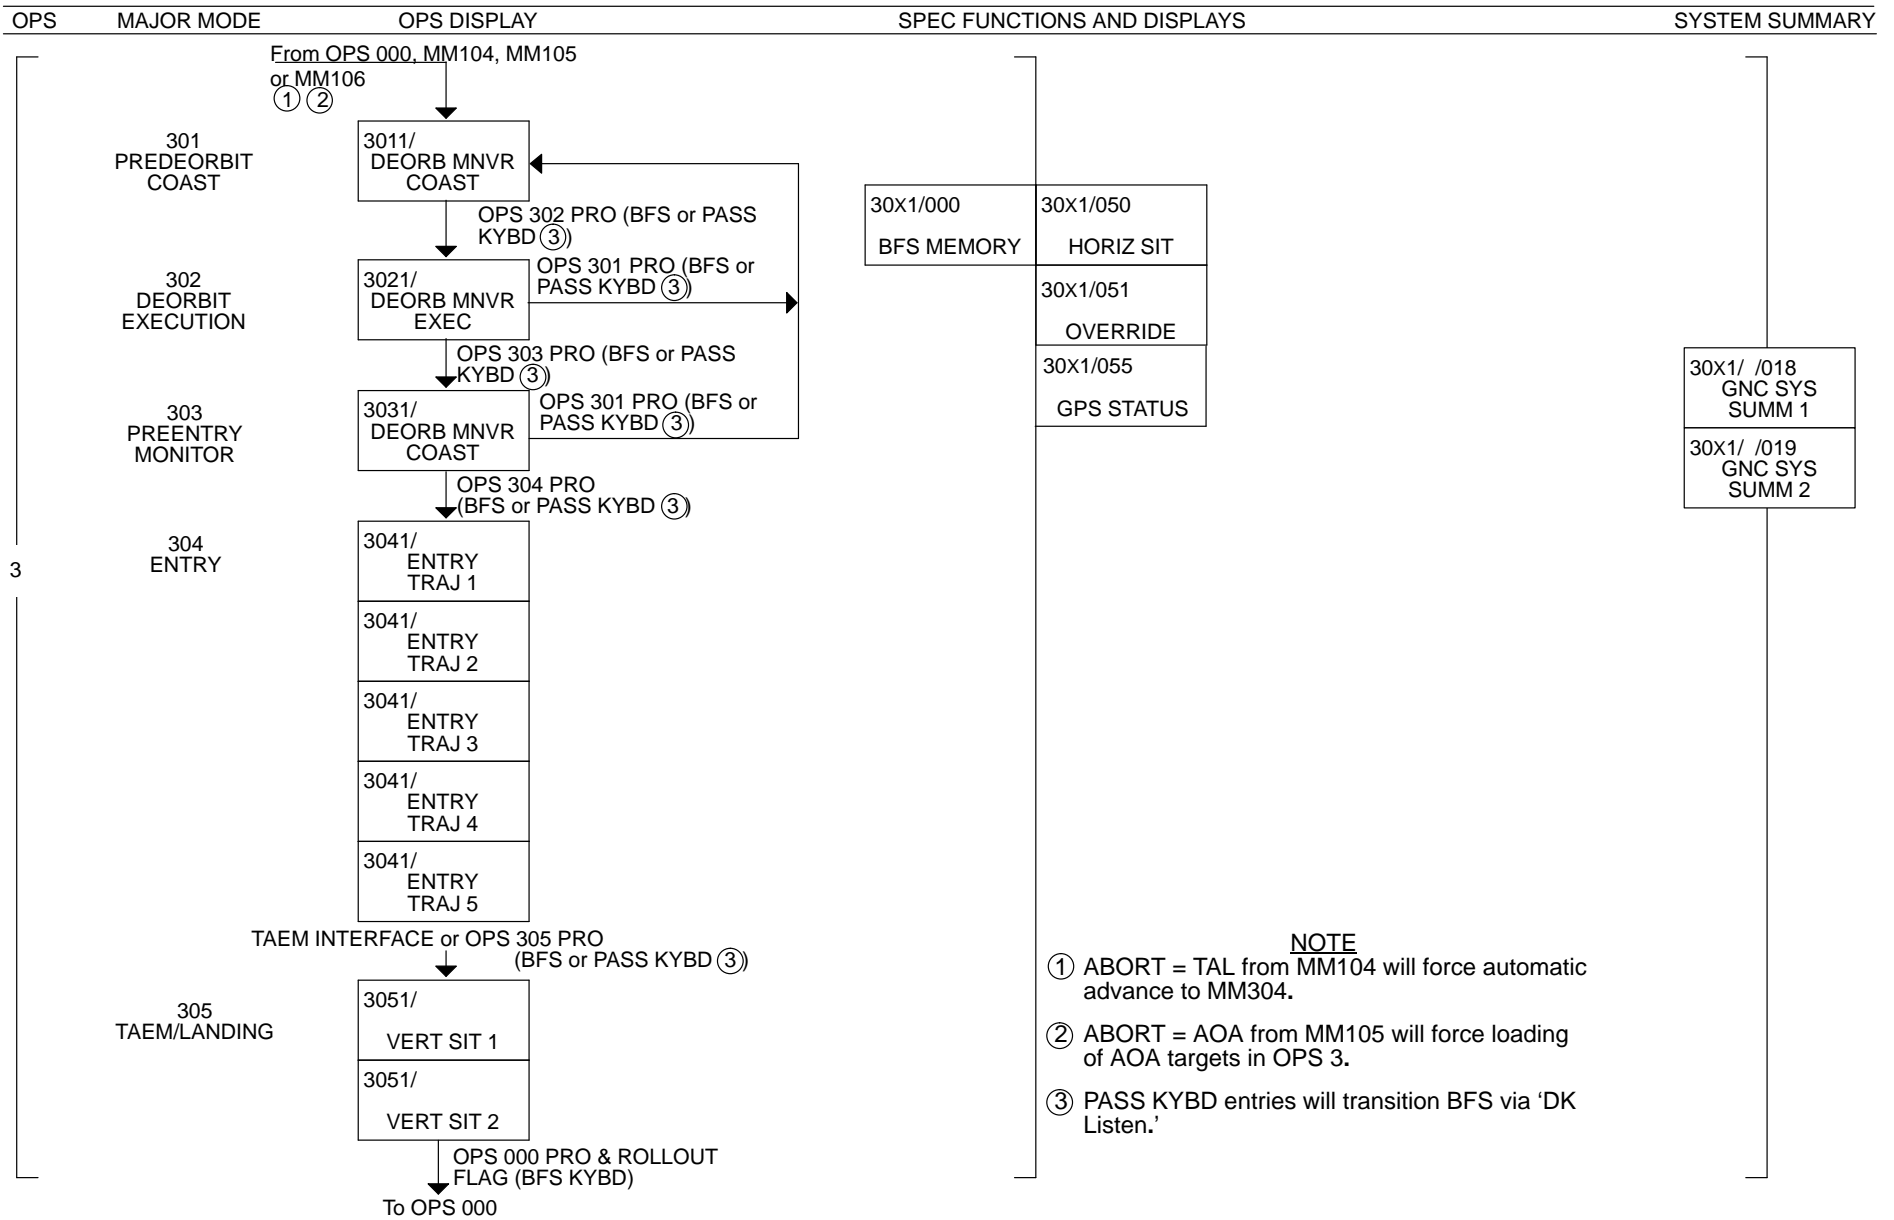 OPS MAJOR MODE OPS DISPLAY SPEC FUNCTIONS AND DISPLAYS SYSTEM SUMMARY
From OPS 000, MM104, MM105
or MM106
1 2
301
PREDEORBIT
COAST
3011/
DEORB MNVR
COAST
OPS 302 PRO (BFS or PASS
KYBD 3)
302
DEORBIT
EXECUTION
3021/
DEORB MNVR
EXEC
OPS 301 PRO (BFS or
PASS KYBD 3)
OPS 303 PRO (BFS or PASS
KYBD 3)
303
PREENTRY
MONITOR
3031/
DEORB MNVR
COAST
OPS 301 PRO (BFS or
PASS KYBD 3)
OPS 304 PRO
(BFS or PASS KYBD 3)
3
304
ENTRY
3041/
ENTRY
TRAJ 1
3041/
ENTRY
TRAJ 2
3041/
ENTRY
TRAJ 3
3041/
ENTRY
TRAJ 4
3041/
ENTRY
TRAJ 5
TAEM INTERFACE or OPS 305 PRO
(BFS or PASS KYBD 3)
305
TAEM/LANDING
3051/
VERT SIT 1
3051/
VERT SIT 2
OPS 000 PRO & ROLLOUT
FLAG (BFS KYBD)
To OPS 000
30X1/000
BFS MEMORY
30X1/050
HORIZ SIT
30X1/051
OVERRIDE
30X1/055
GPS STATUS
30X1/ /018
GNC SYS
SUMM 1
30X1/ /019
GNC SYS
SUMM 2
NOTE
1 ABORT = TAL from MM104 will force automatic
advance to MM304.
2 ABORT = AOA from MM105 will force loading
of AOA targets in OPS 3.
3 PASS KYBD entries will transition BFS via ‘DK
Listen.’